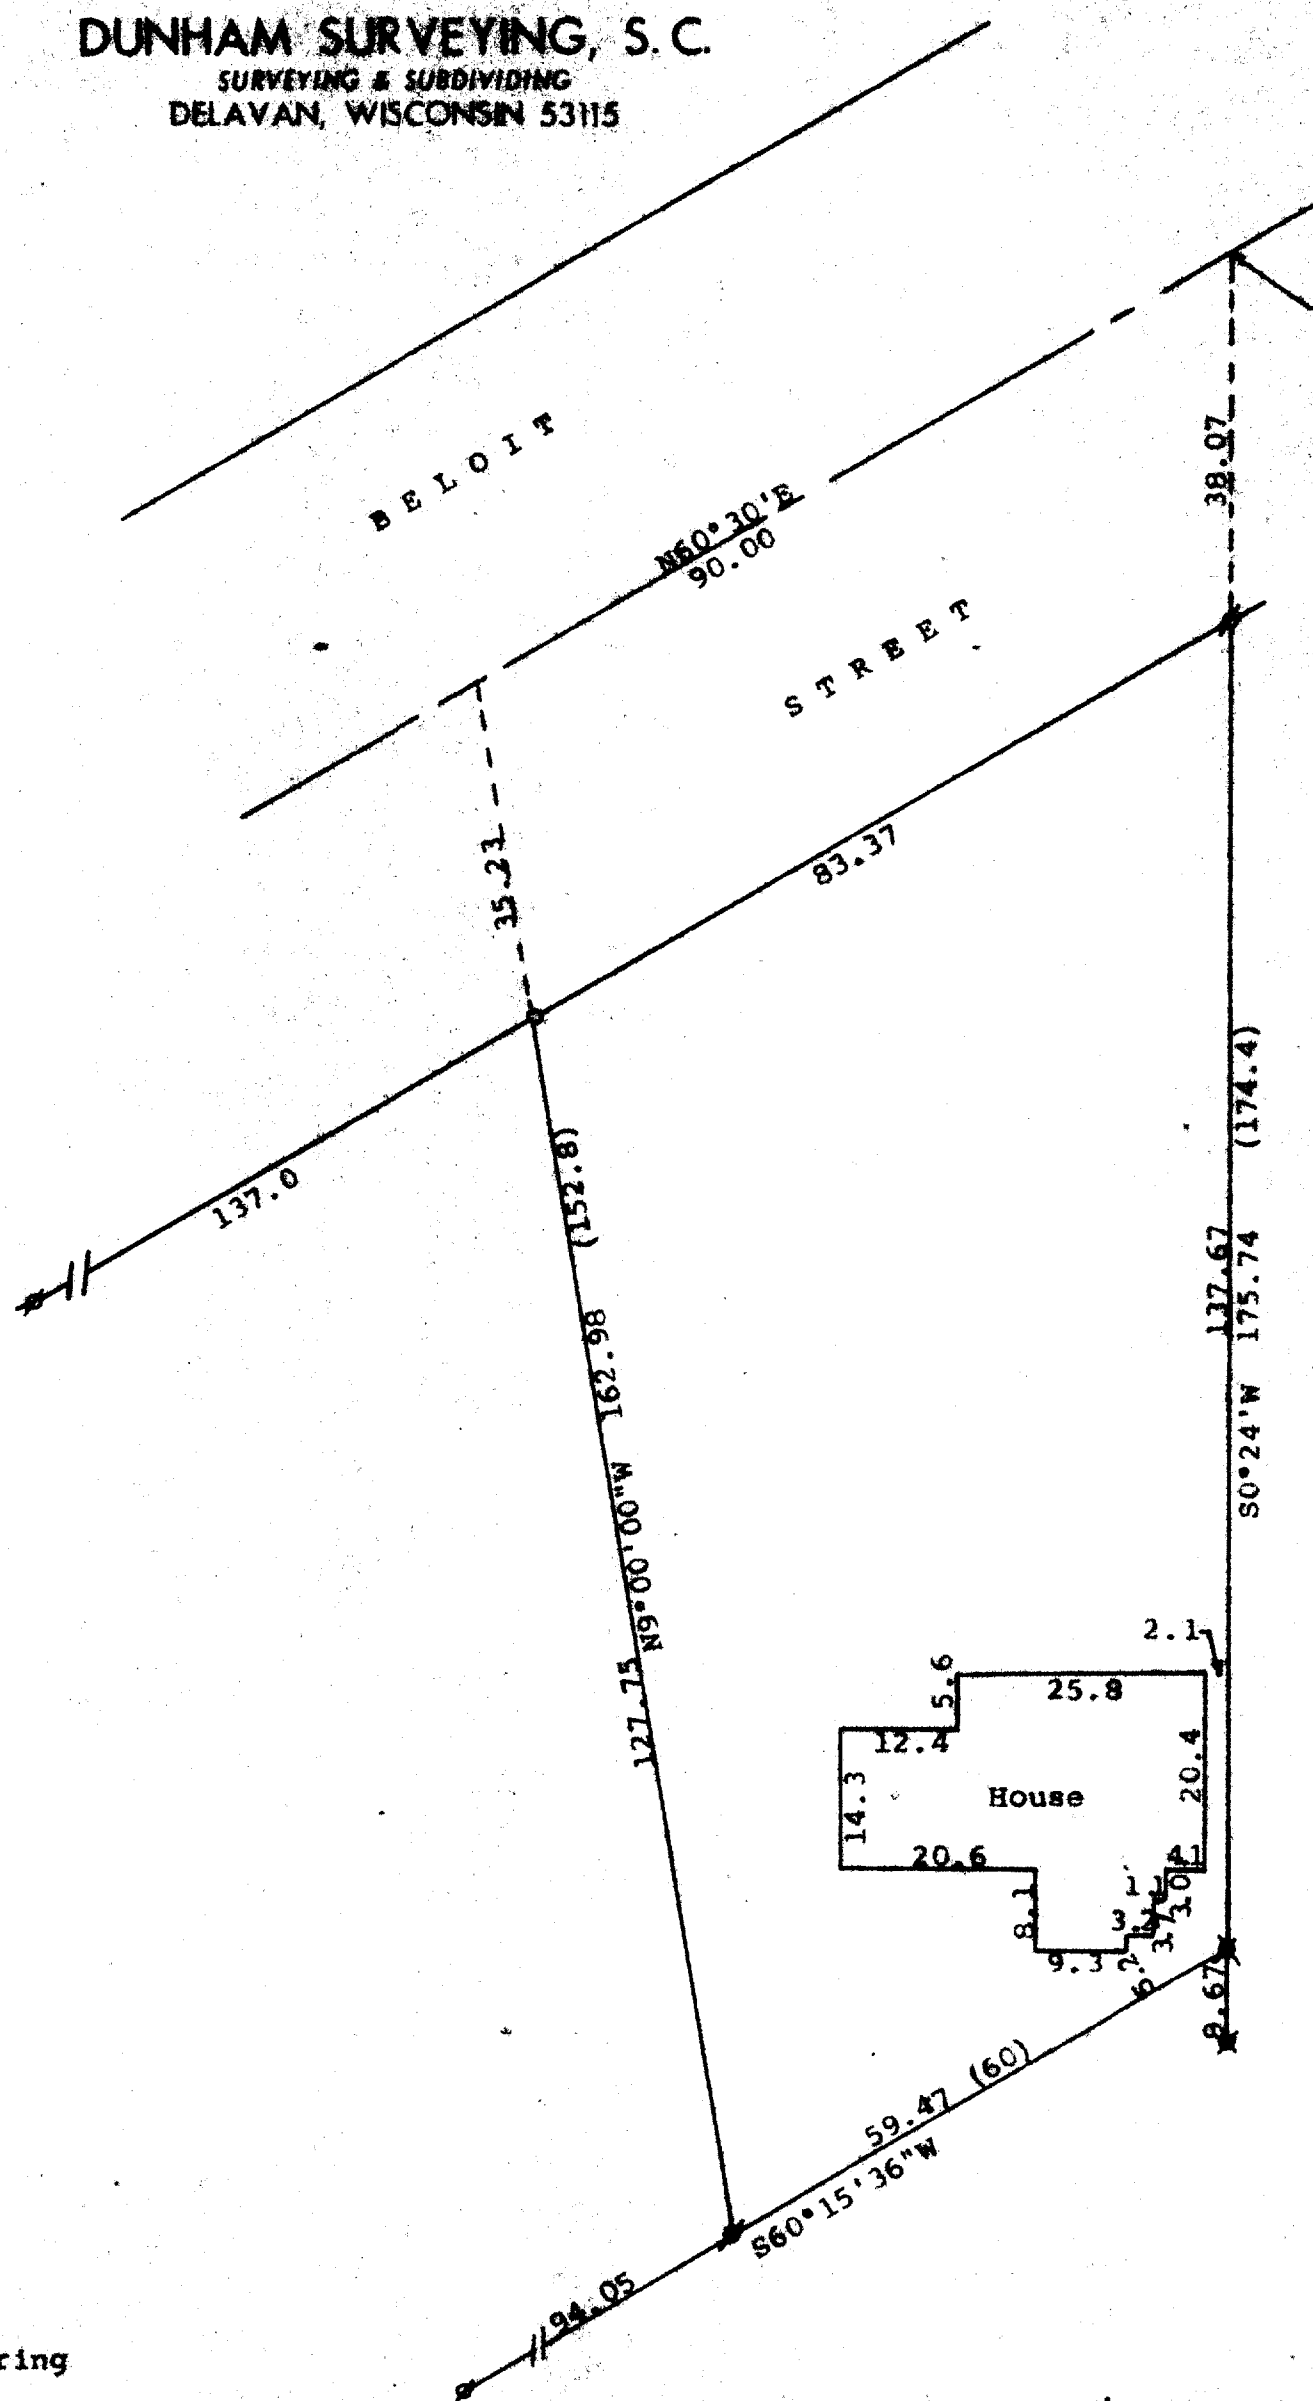 DUNHAM SURVEYING, S. C.
SURVEYING & SUBDIVIDING
DELAVAN, WISCONSIN 53115
BELOIT
38.07
N60°30'E
90.00
STREET
35.23
83.37
(152.8)
(174.4)
137.0
137.67
175.74
162.98
S0°24'W
N9°00'00"W
127.75
2.1
5.6
25.8
12.4
20.4
14.3
House
20.6
4.1
3.0
8.1
3.7
9.3
59.47 (60)
S60°15'36"W
94.05